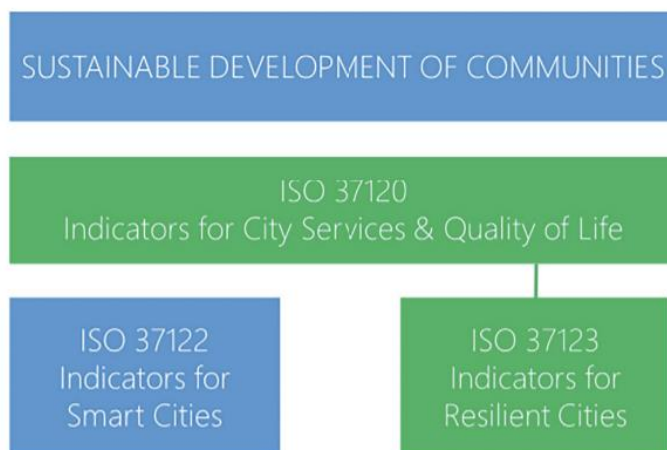 SUSTAINABLE DEVELOPMENT OF COMMUNITIES
ISO 37120
Indicators for City Services & Quality of Life
ISO 37122
Indicators for
Smart Cities
ISO 37123
Indicators for
Resilient Cities